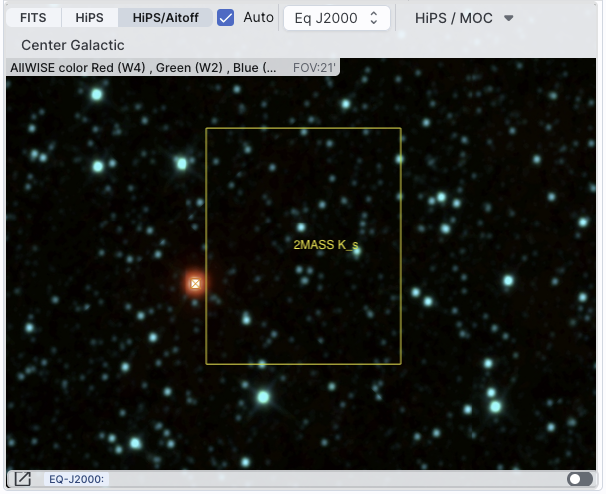 FITS HiPS HiPS/Aitoff Auto Eq J2000 HiPS / MOC
Center Galactic
AllWISE color Red (W4) , Green (W2) , Blue (... FOV:21'
2MASS K_s
EQ-J2000: